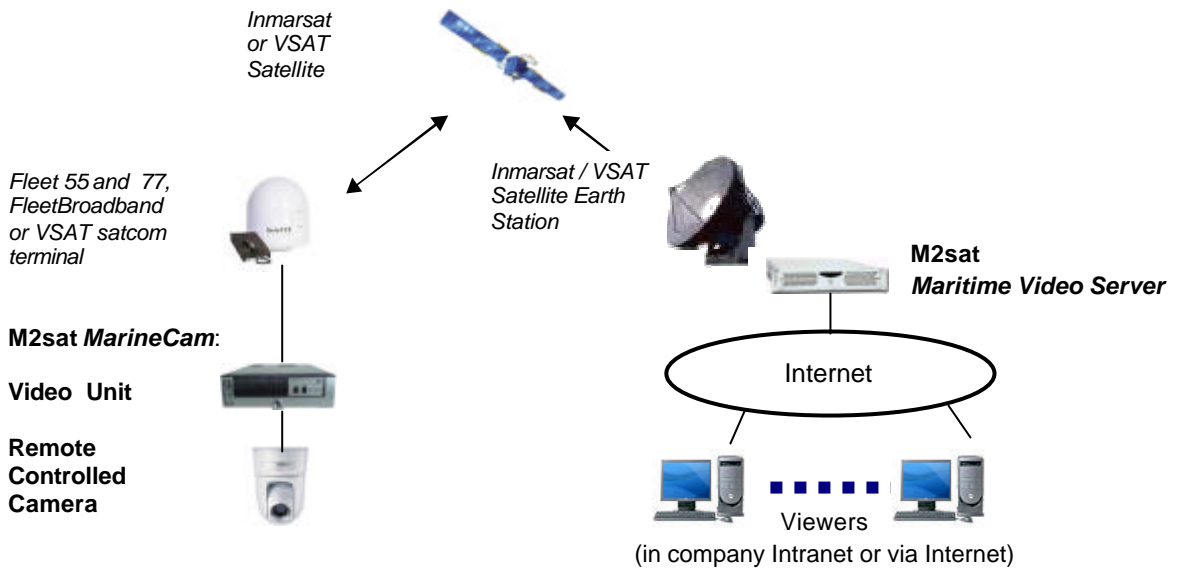 Inmarsat
or VSAT
Satellite
Fleet 55 and 77,
FleetBroadband
or VSAT satcom
terminal
Inmarsat / VSAT
Satellite Earth
Station
M2sat
Maritime Video Server
M2sat MarineCam:
Video Unit
Remote
Controlled
Camera
Internet
Viewers
(in company Intranet or via Internet)